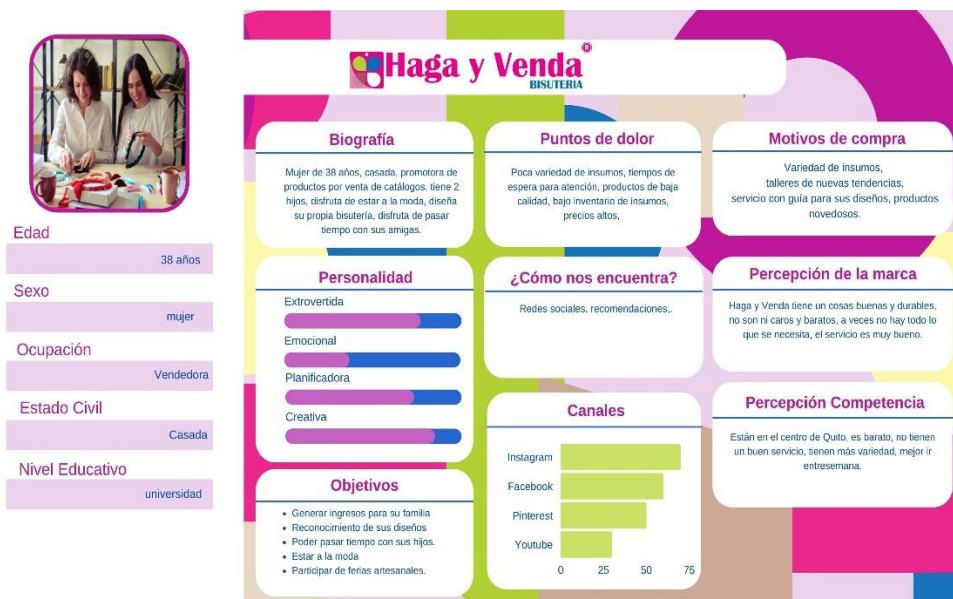 Haga y Venda®
BISUTERIA
Edad
38 años
Sexo
mujer
Ocupación
Vendedora
Estado Civil
Casada
Nivel Educativo
universidad
Biografía
Mujer de 38 años, casada, promotora de
productos por venta de catálogos. tiene 2
hijos, disfruta de estar a la moda, diseña
su propia bisutería, disfruta de pasar
tiempo con sus amigas.
Personalidad
Extrovertida
Emocional
Planificadora
Creativa
Objetivos
• Generar ingresos para su familia
• Reconocimiento de sus diseños
• Poder pasar tiempo con sus hijos.
• Estar a la moda
• Participar de ferias artesanales.
Puntos de dolor
Poca variedad de insumos, tiempos de
espera para atención, productos de baja
calidad, bajo inventario de insumos,
precios altos,
¿Cómo nos encuentra?
Redes sociales. recomendaciones,.
Canales
Instagram
Facebook
Pinterest
Youtube
0 25 50 75
Motivos de compra
Variedad de insumos,
talleres de nuevas tendencias,
servicio con guía para sus diseños, productos
novedosos.
Percepción de la marca
Haga y Venda tiene un cosas buenas y durables,
no son ni caros y baratos, a veces no hay todo lo
que se necesita, el servicio es muy bueno.
Percepción Competencia
Están en el centro de Quito, es barato, no tienen
un buen servicio, tienen más variedad, mejor ir
entresemana.